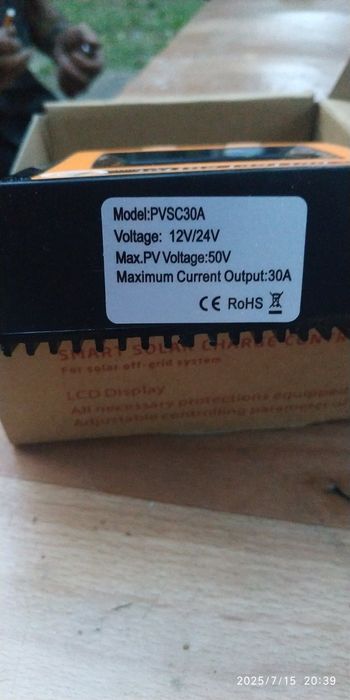 Model:PVSC30A
Voltage: 12V/24V
Max.PV Voltage:50V
Maximum Current Output:30A
CE RoHS
SMART SOLAR CHARGE CONTR
For solar off-grid system
LCD Display
All necessary protections equipped
Adjustable controlling parameter
2025/7/15 20:39